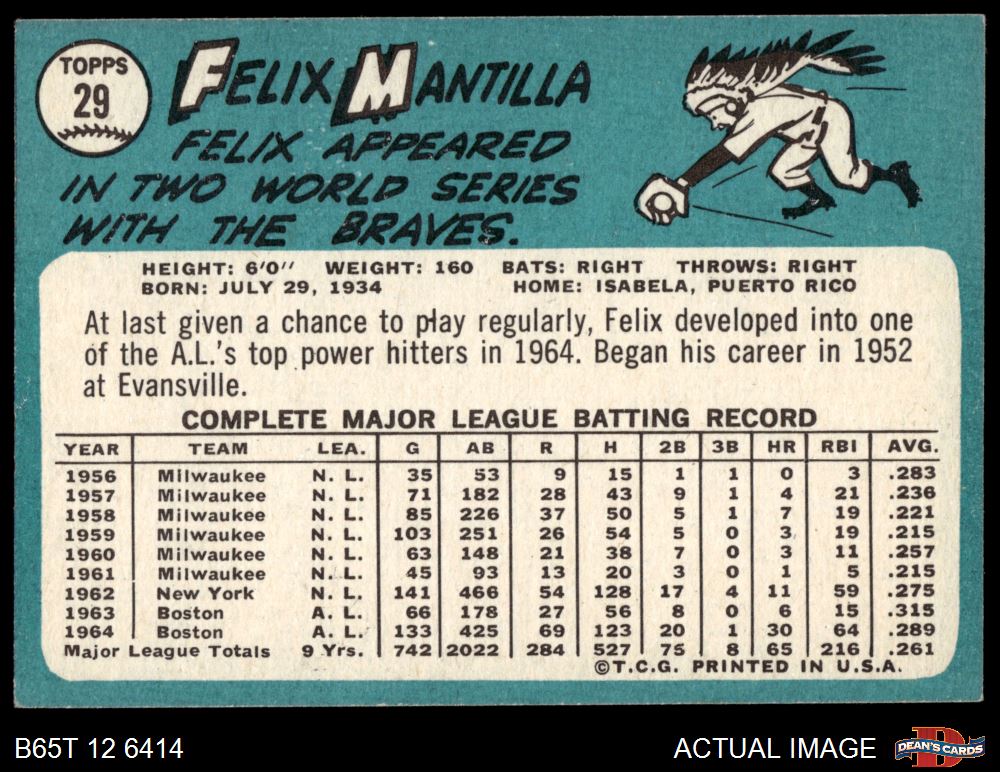 TOPPS
29
FELIX MANTILLA
FELIX APPEARED
IN TWO WORLD SERIES
WITH THE BRAVES.
HEIGHT: 6'0" WEIGHT: 160 BATS: RIGHT THROWS: RIGHT
BORN: JULY 29, 1934 HOME: ISABELA, PUERTO RICO
At last given a chance to play regularly, Felix developed into one
of the A.L.'s top power hitters in 1964. Began his career in 1952
at Evansville.
COMPLETE MAJOR LEAGUE BATTING RECORD
YEAR TEAM LEA. G AB R H 2B 3B HR RBI AVG.
1956 Milwaukee N. L. 35 53 9 15 1 1 0 3 .283
1957 Milwaukee N. L. 71 182 28 43 9 1 4 21 .236
1958 Milwaukee N. L. 85 226 37 50 5 1 7 19 .221
1959 Milwaukee N. L. 103 251 26 54 5 0 3 19 .215
1960 Milwaukee N. L. 63 148 21 38 7 0 3 11 .257
1961 Milwaukee N. L. 45 93 13 20 3 0 1 5 .215
1962 New York N. L. 141 466 54 128 17 4 11 59 .275
1963 Boston A. L. 66 178 27 56 8 0 6 15 .315
1964 Boston A. L. 133 425 69 123 20 1 30 64 .289
Major League Totals 9 Yrs. 742 2022 284 527 75 8 65 216 .261
©T.C.G. PRINTED IN U.S.A.
B65T 12 6414 ACTUAL IMAGE D DEAN'S CARDS